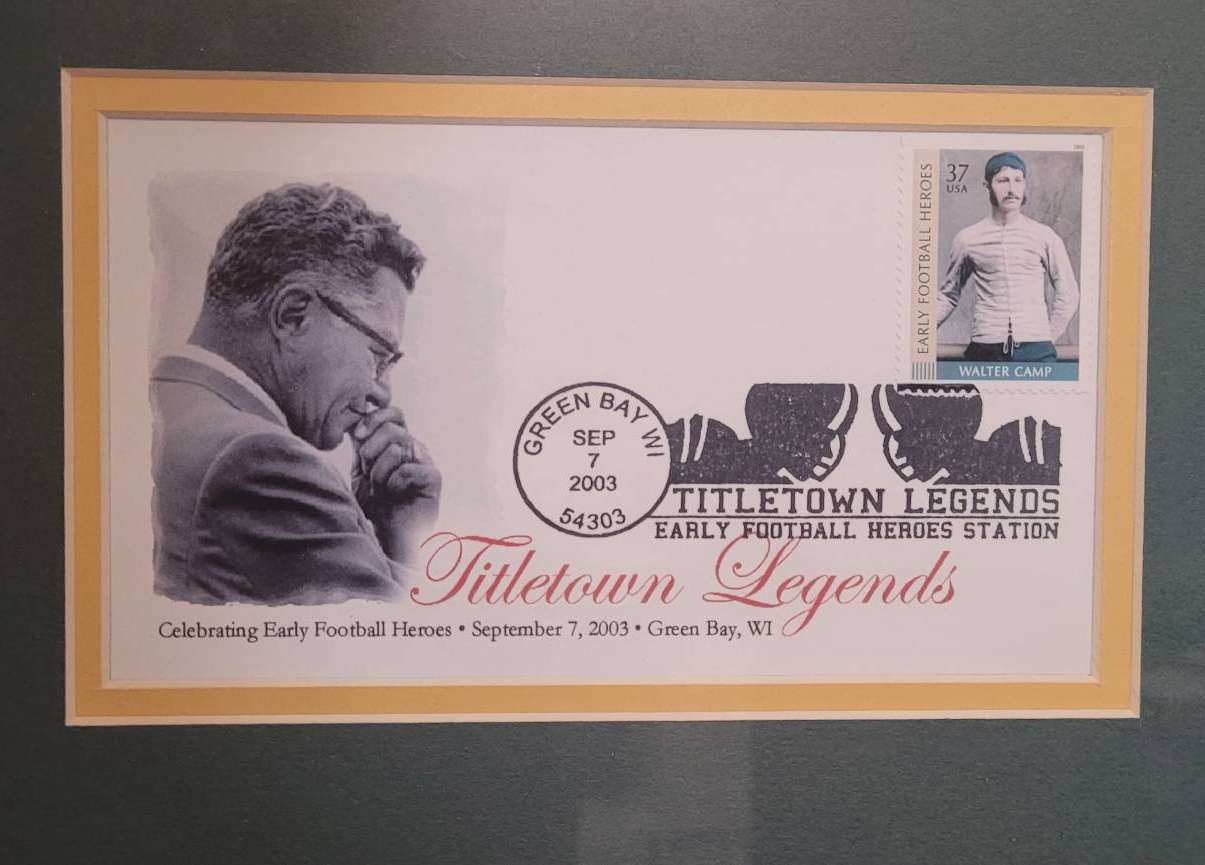 37
USA
EARLY FOOTBALL HEROES
WALTER CAMP
GREEN BAY WI
SEP
7
2003
54303
TITLETOWN LEGENDS
EARLY FOOTBALL HEROES STATION
Titletown Legends
Celebrating Early Football Heroes • September 7, 2003 • Green Bay, WI